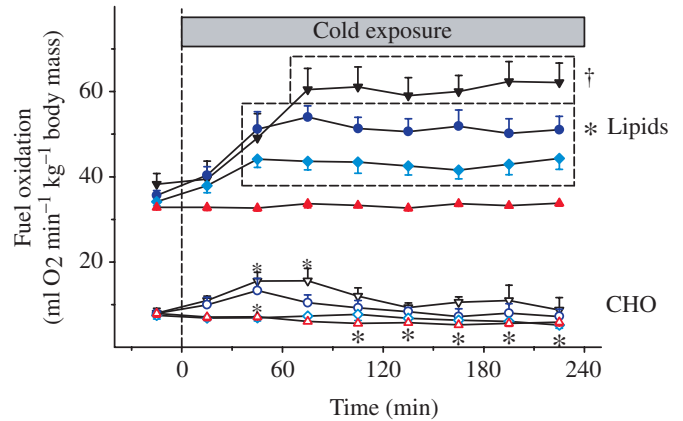 Cold exposure
60
40
20
Fuel oxidation
(ml O2 min⁻¹ kg⁻¹ body mass)
†
* Lipids
* *
*
CHO
* * * * *
0 60 120 180 240
Time (min)